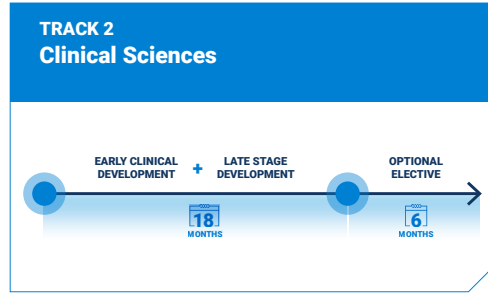 TRACK 2
Clinical Sciences
EARLY CLINICAL
DEVELOPMENT
+
LATE STAGE
DEVELOPMENT
OPTIONAL
ELECTIVE
18
MONTHS
6
MONTHS